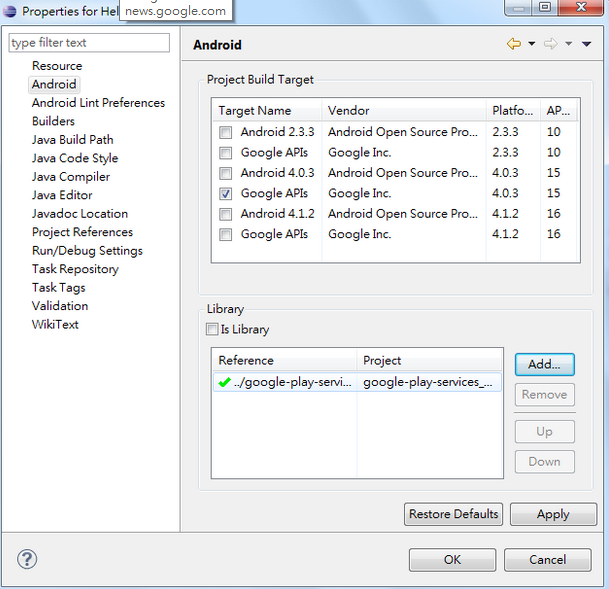 Properties for Hel
news.google.com
type filter text
Resource
Android
Android Lint Preferences
Builders
Java Build Path
Java Code Style
Java Compiler
Java Editor
Javadoc Location
Project References
Run/Debug Settings
Task Repository
Task Tags
Validation
WikiText
Android
Project Build Target
Target Name Vendor Platfo... AP...
Android 2.3.3 Android Open Source Pro... 2.3.3 10
Google APIs Google Inc. 2.3.3 10
Android 4.0.3 Android Open Source Pro... 4.0.3 15
Google APIs Google Inc. 4.0.3 15
Android 4.1.2 Android Open Source Pro... 4.1.2 16
Google APIs Google Inc. 4.1.2 16
Library
Is Library
Reference Project
../google-play-servi... google-play-services_...
Add...
Remove
Up
Down
Restore Defaults Apply
? OK Cancel